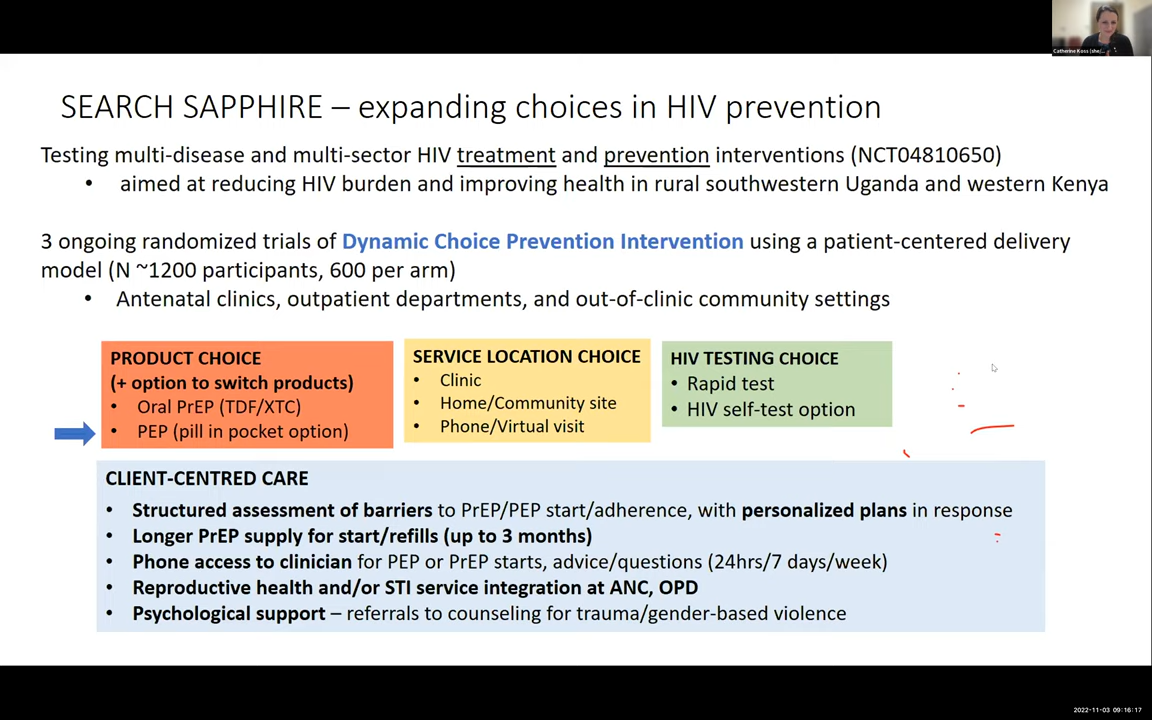 Catherine Koss (she/...
SEARCH SAPPHIRE – expanding choices in HIV prevention
Testing multi-disease and multi-sector HIV treatment and prevention interventions (NCT04810650)
• aimed at reducing HIV burden and improving health in rural southwestern Uganda and western Kenya
3 ongoing randomized trials of Dynamic Choice Prevention Intervention using a patient-centered delivery
model (N ~1200 participants, 600 per arm)
• Antenatal clinics, outpatient departments, and out-of-clinic community settings
PRODUCT CHOICE
(+ option to switch products)
• Oral PrEP (TDF/XTC)
• PEP (pill in pocket option)
SERVICE LOCATION CHOICE
• Clinic
• Home/Community site
• Phone/Virtual visit
HIV TESTING CHOICE
• Rapid test
• HIV self-test option
CLIENT-CENTRED CARE
• Structured assessment of barriers to PrEP/PEP start/adherence, with personalized plans in response
• Longer PrEP supply for start/refills (up to 3 months)
• Phone access to clinician for PEP or PrEP starts, advice/questions (24hrs/7 days/week)
• Reproductive health and/or STI service integration at ANC, OPD
• Psychological support – referrals to counseling for trauma/gender-based violence
2022-11-03 09:16:17